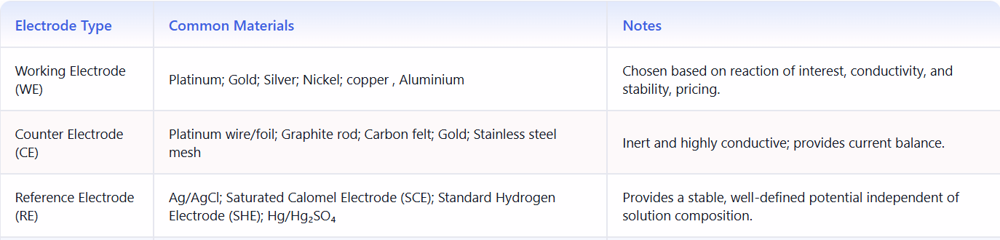 Electrode Type
Common Materials
Notes
Working Electrode
(WE)
Platinum; Gold; Silver; Nickel; copper , Aluminium
Chosen based on reaction of interest, conductivity, and
stability, pricing.
Counter Electrode
(CE)
Platinum wire/foil; Graphite rod; Carbon felt; Gold; Stainless steel
mesh
Inert and highly conductive; provides current balance.
Reference Electrode
(RE)
Ag/AgCl; Saturated Calomel Electrode (SCE); Standard Hydrogen
Electrode (SHE); Hg/Hg₂SO₄
Provides a stable, well-defined potential independent of
solution composition.